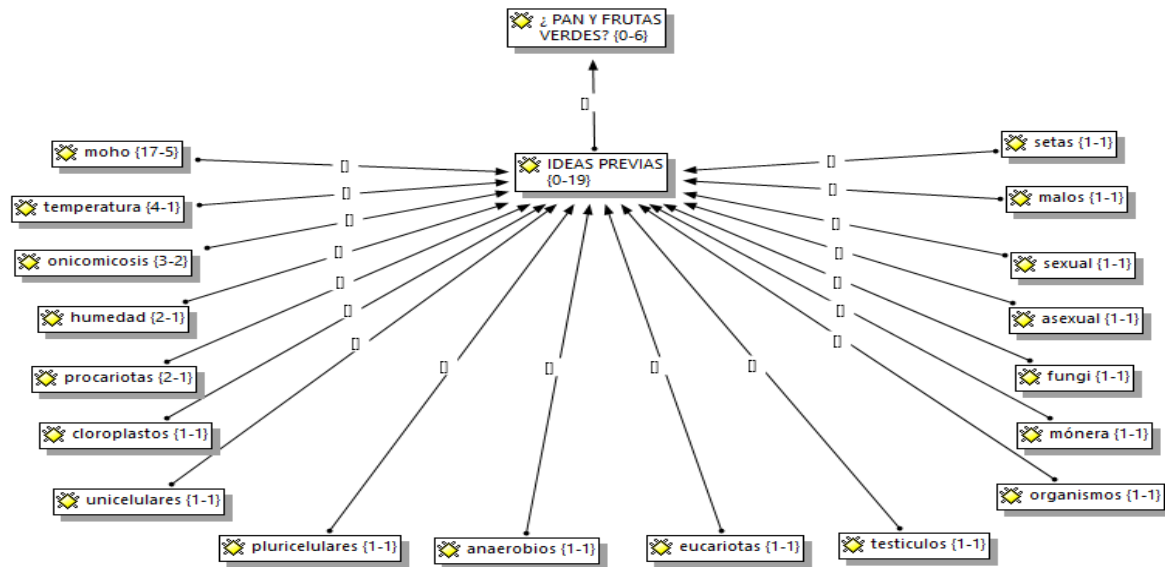 ¿ PAN Y FRUTAS
VERDES? {0-6}
IDEAS PREVIAS
{0-19}
moho {17-5}
temperatura {4-1}
onicomicosis {3-2}
humedad {2-1}
procariotas {2-1}
cloroplastos {1-1}
unicelulares {1-1}
pluricelulares {1-1}
anaerobios {1-1}
eucariotas {1-1}
testiculos {1-1}
setas {1-1}
malos {1-1}
sexual {1-1}
asexual {1-1}
fungi {1-1}
mónera {1-1}
organismos {1-1}